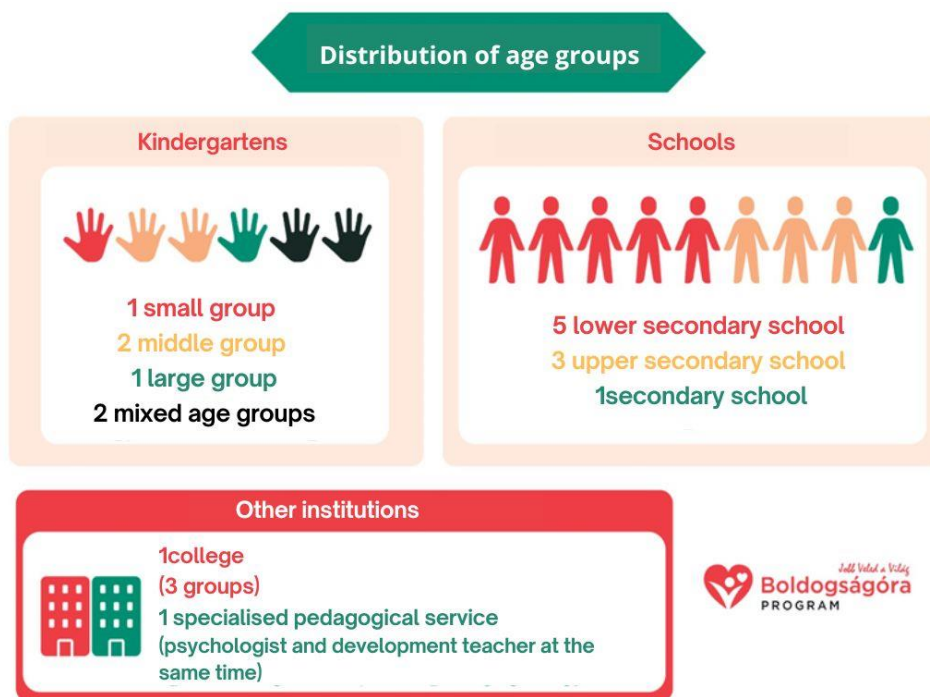 Distribution of age groups
Kindergartens
1 small group
2 middle group
1 large group
2 mixed age groups
Schools
5 lower secondary school
3 upper secondary school
1secondary school
Other institutions
1college
(3 groups)
1 specialised pedagogical service
(psychologist and development teacher at the
same time)
Jobb Veled a Világ
Boldogságóra
PROGRAM